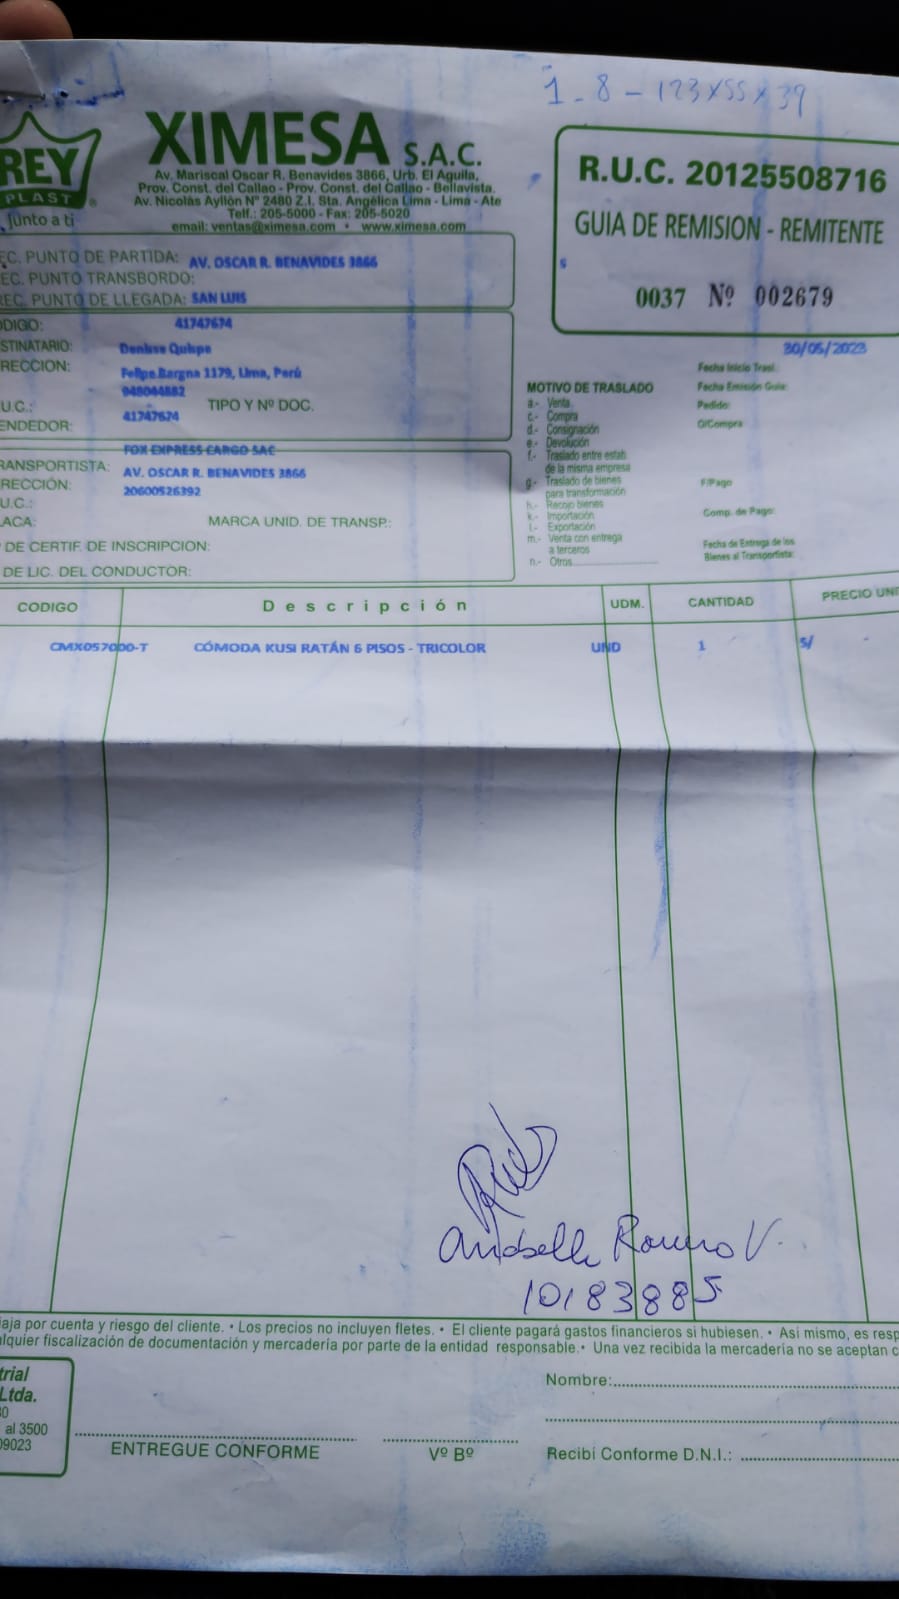 1 - 8 - 123x55x39
REY
PLAST
junto a ti
XIMESA S.A.C.
Av. Mariscal Oscar R. Benavides 3866, Urb. El Aguila,
Prov. Const. del Callao - Prov. Const. del Callao - Bellavista.
Av. Nicolás Ayllón Nº 2480 Z.I. Sta. Angélica Lima - Lima - Ate
Telf.: 205-5000 - Fax: 205-5020
email: ventas@ximesa.com • www.ximesa.com
R.U.C. 20125508716
GUIA DE REMISION - REMITENTE
0037 Nº 002679
EC. PUNTO DE PARTIDA: AV. OSCAR R. BENAVIDES 3866
EC. PUNTO TRANSBORDO:
REC. PUNTO DE LLEGADA: SAN LUIS
ODIGO: 41747674
STINATARIO: Denisse Quispe
RECCION: Felipe Bargna 1179, Lima, Perú
948044882
U.C.: 41747674 TIPO Y Nº DOC.
ENDEDOR:
FOX EXPRESS CARGO SAC
RANSPORTISTA: AV. OSCAR R. BENAVIDES 3866
RECCIÓN: 20600526392
U.C.:
ACA: MARCA UNID. DE TRANSP.:
DE CERTIF. DE INSCRIPCION:
DE LIC. DEL CONDUCTOR:
30/05/2023
MOTIVO DE TRASLADO
a.- Venta
c.- Compra
d.- Consignación
e.- Devolución
f.- Traslado entre estab.
de la misma empresa
g.- Traslado de bienes
para transformación
h.- Recojo bienes
k.- Importación
l.- Exportación
m.- Venta con entrega
a terceros
n.- Otros
Fecha Inicio Trasl.:
Fecha Emisión Guía:
Pedido:
O/Compra:
F/Pago
Comp. de Pago:
Fecha de Entrega de los
Bienes al Transportista:
CODIGO Descripción UDM. CANTIDAD PRECIO UNI
CMX057000-T CÓMODA KUSI RATÁN 6 PISOS - TRICOLOR UND 1 S/
Anabella Romero V.
10183885
iaja por cuenta y riesgo del cliente. • Los precios no incluyen fletes. • El cliente pagará gastos financieros si hubiesen. • Asi mismo, es resp
lquier fiscalización de documentación y mercadería por parte de la entidad responsable. • Una vez recibida la mercadería no se aceptan c
trial
Ltda.
al 3500
09023
ENTREGUE CONFORME
Vº Bº
Nombre:
Recibí Conforme D.N.I.: